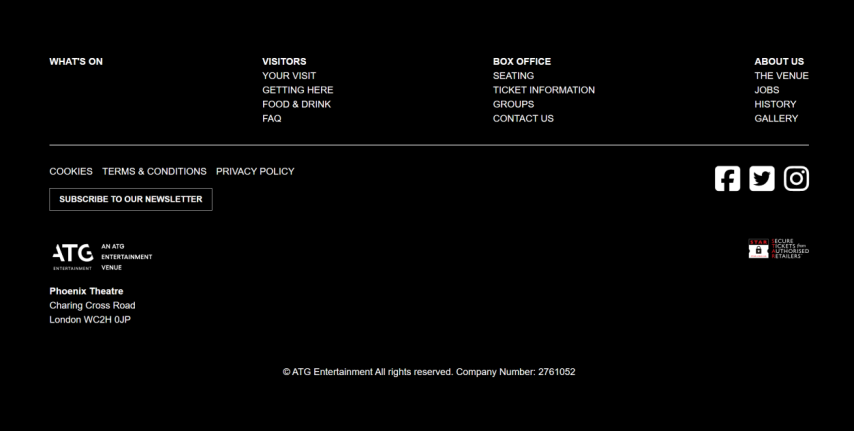 WHAT'S ON
VISITORS
YOUR VISIT
GETTING HERE
FOOD & DRINK
FAQ
BOX OFFICE
SEATING
TICKET INFORMATION
GROUPS
CONTACT US
ABOUT US
THE VENUE
JOBS
HISTORY
GALLERY
COOKIES TERMS & CONDITIONS PRIVACY POLICY
SUBSCRIBE TO OUR NEWSLETTER
ATG
ENTERTAINMENT
AN ATG
ENTERTAINMENT
VENUE
STAR
SECURE
TICKETS from
AUTHORISED
RETAILERS
Phoenix Theatre
Charing Cross Road
London WC2H 0JP
© ATG Entertainment All rights reserved. Company Number: 2761052